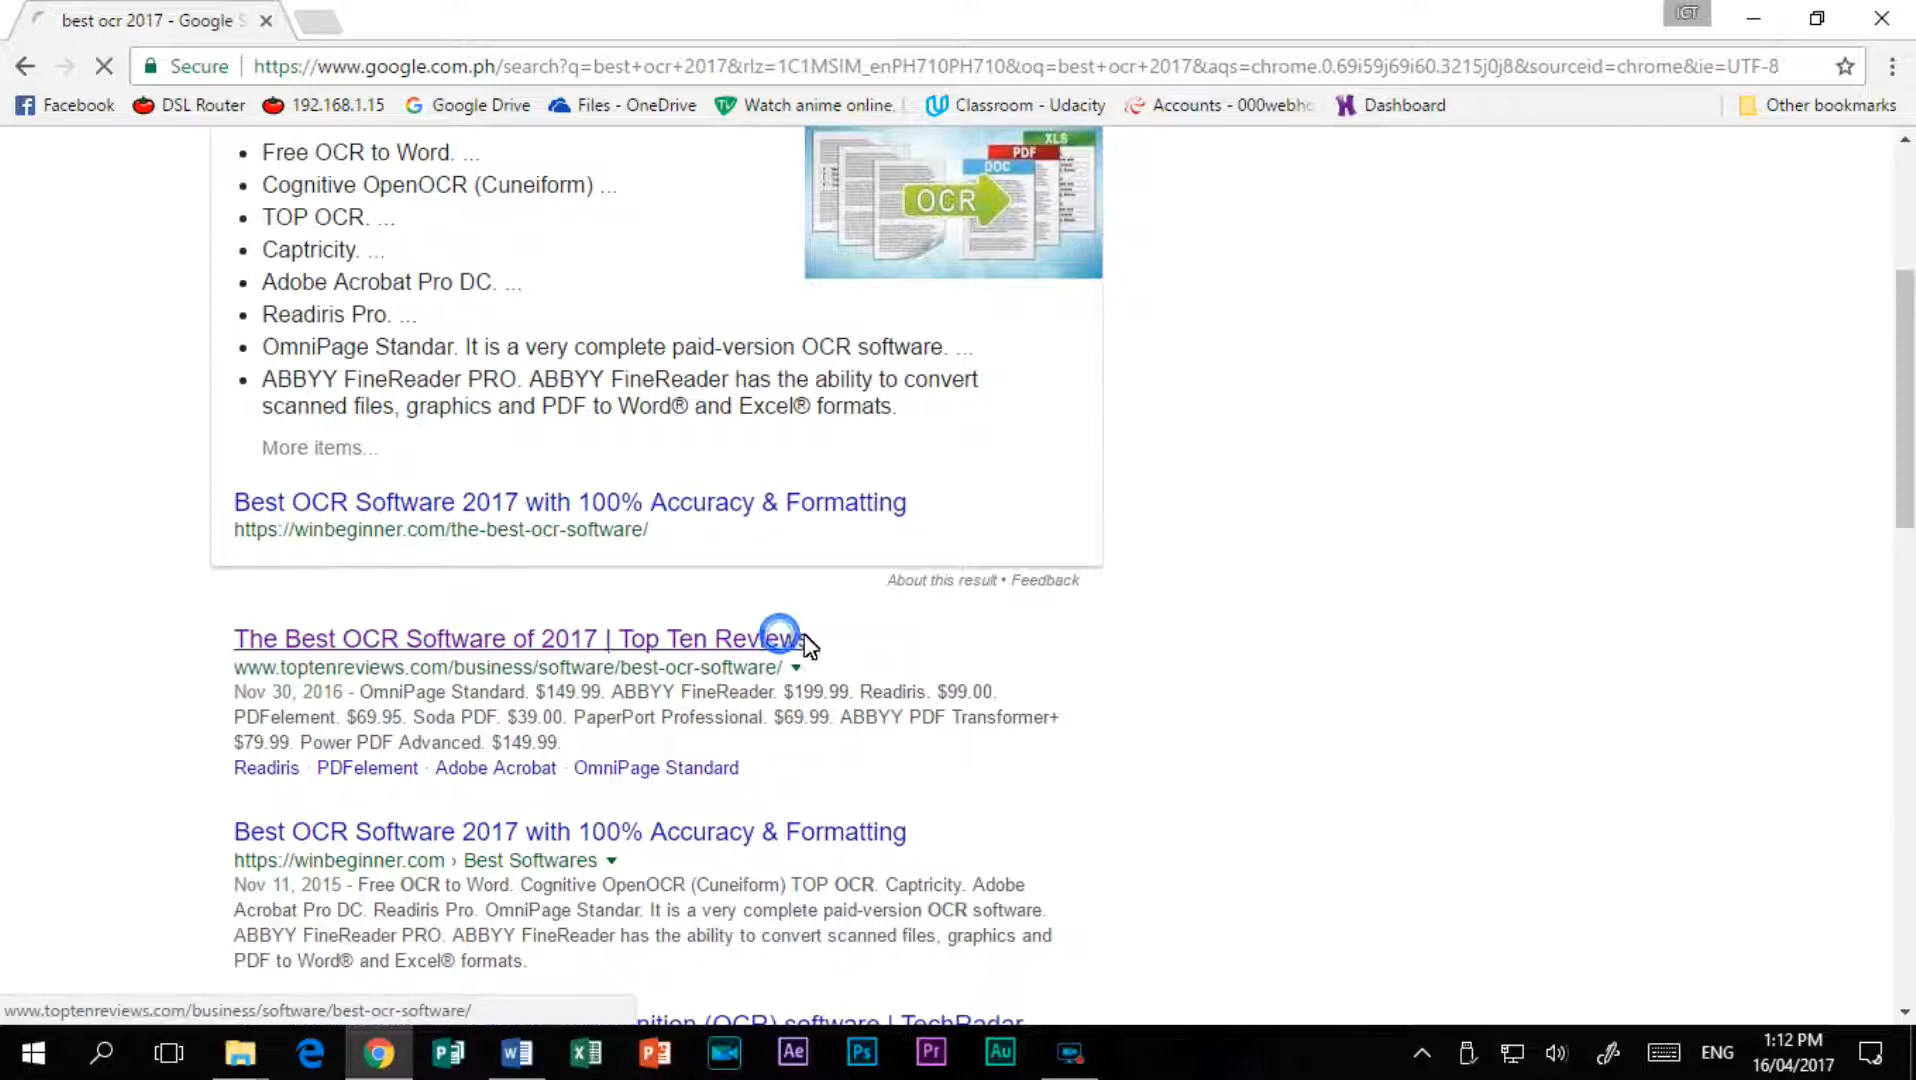 best ocr 2017 - Google S
ICT
Secure
https://www.google.com.ph/search?q=best+ocr+2017&rlz=1C1MSIM_enPH710PH710&oq=best+ocr+2017&aqs=chrome.0.69i59j69i60.3215j0j8&sourceid=chrome&ie=UTF-8
Facebook DSL Router 192.168.1.15 Google Drive Files - OneDrive Watch anime online. Classroom - Udacity Accounts - 000webho Dashboard Other bookmarks
XLS
PDF
DOC
OCR
Free OCR to Word. ...
Cognitive OpenOCR (Cuneiform) ...
TOP OCR. ...
Captricity. ...
Adobe Acrobat Pro DC. ...
Readiris Pro. ...
OmniPage Standar. It is a very complete paid-version OCR software. ...
ABBYY FineReader PRO. ABBYY FineReader has the ability to convert
scanned files, graphics and PDF to Word® and Excel® formats.
More items...
Best OCR Software 2017 with 100% Accuracy & Formatting
https://winbeginner.com/the-best-ocr-software/
About this result • Feedback
The Best OCR Software of 2017 | Top Ten Reviews
www.toptenreviews.com/business/software/best-ocr-software/
Nov 30, 2016 - OmniPage Standard. $149.99. ABBYY FineReader. $199.99. Readiris. $99.00.
PDFelement. $69.95. Soda PDF. $39.00. PaperPort Professional. $69.99. ABBYY PDF Transformer+
$79.99. Power PDF Advanced. $149.99.
Readiris · PDFelement · Adobe Acrobat · OmniPage Standard
Best OCR Software 2017 with 100% Accuracy & Formatting
https://winbeginner.com › Best Softwares
Nov 11, 2015 - Free OCR to Word. Cognitive OpenOCR (Cuneiform) TOP OCR. Captricity. Adobe
Acrobat Pro DC. Readiris Pro. OmniPage Standar. It is a very complete paid-version OCR software.
ABBYY FineReader PRO. ABBYY FineReader has the ability to convert scanned files, graphics and
PDF to Word® and Excel® formats.
www.toptenreviews.com/business/software/best-ocr-software/
nition (OCR) software | TechRadar
Ae Ps Pr Au
ENG
1:12 PM
16/04/2017